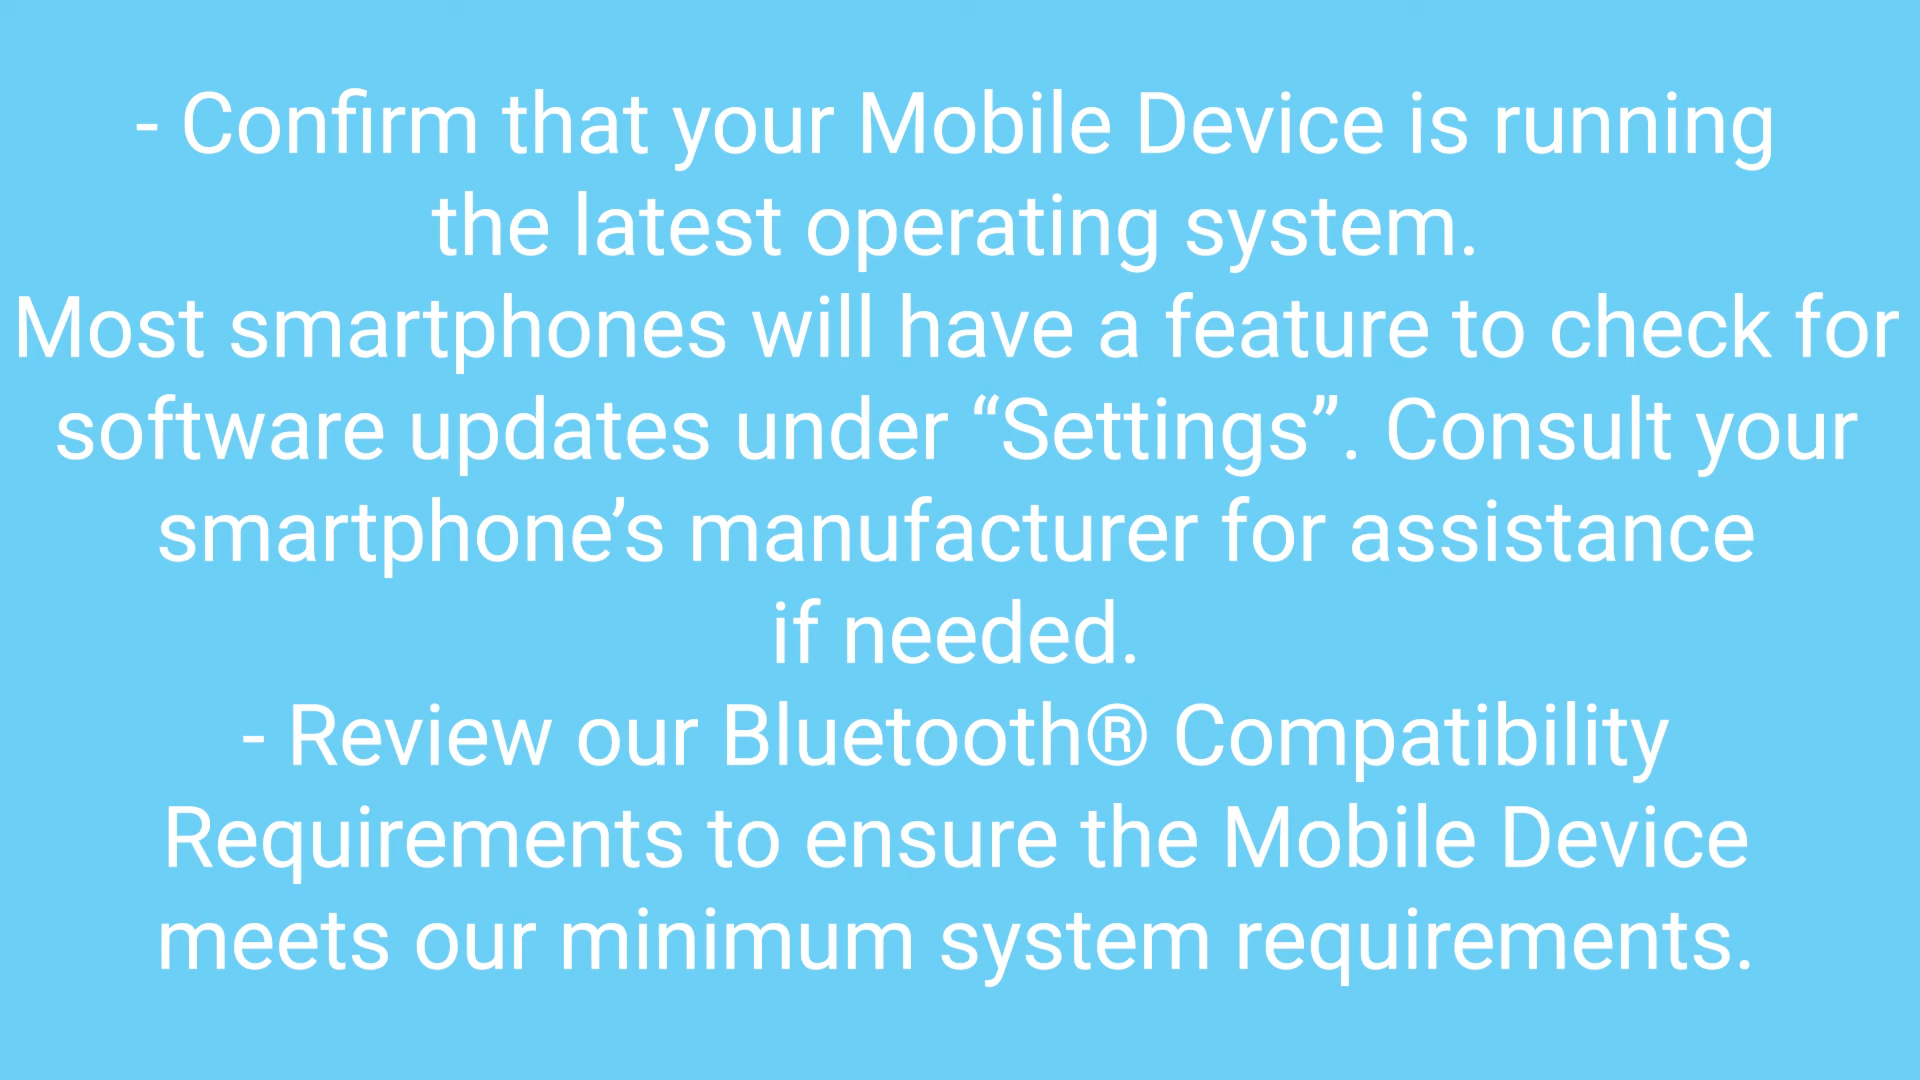 - Confirm that your Mobile Device is running
the latest operating system.
Most smartphones will have a feature to check for
software updates under “Settings”. Consult your
smartphone’s manufacturer for assistance
if needed.
- Review our Bluetooth® Compatibility
Requirements to ensure the Mobile Device
meets our minimum system requirements.